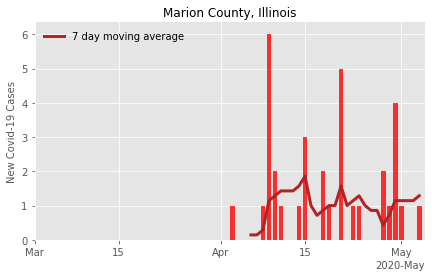 Marion County, Illinois
7 day moving average
New Covid-19 Cases
6
5
4
3
2
1
0
Mar
15
Apr
15
May
2020-May